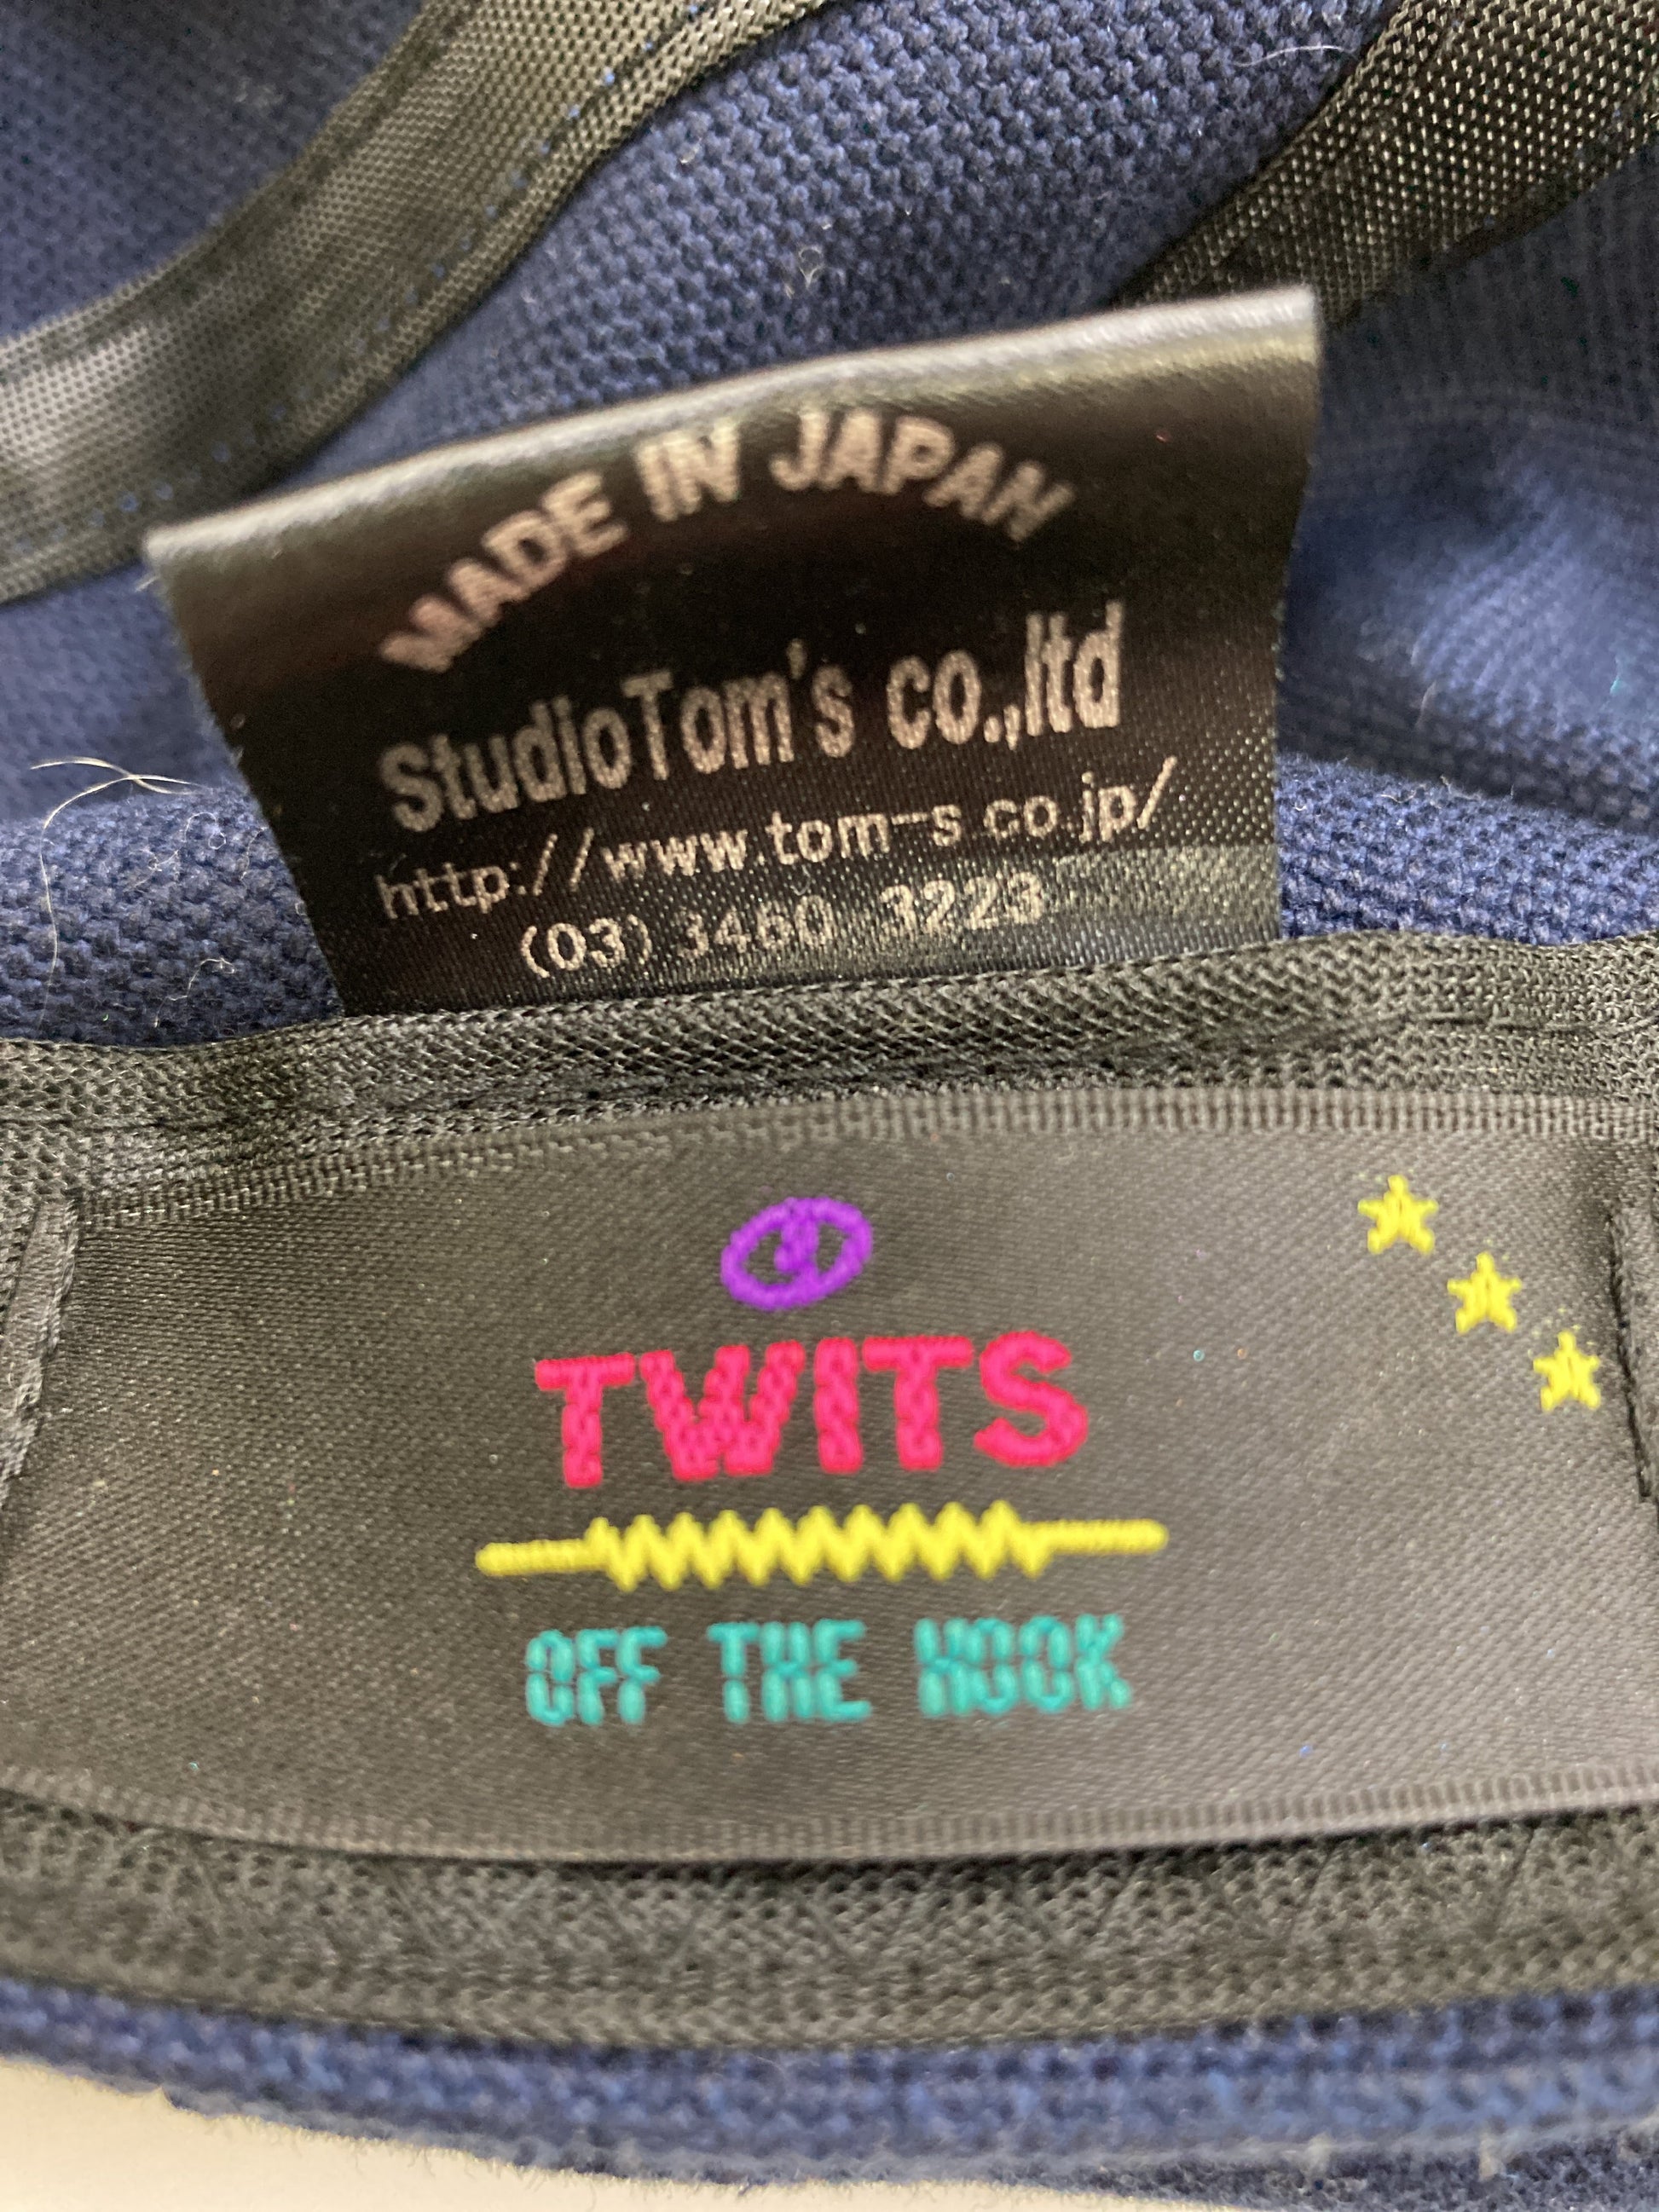 MADE IN JAPAN
StudioTom's co.,ltd
http://www.tom-s.co.jp/
(03) 3460 3223
TWITS
OFF THE HOOK